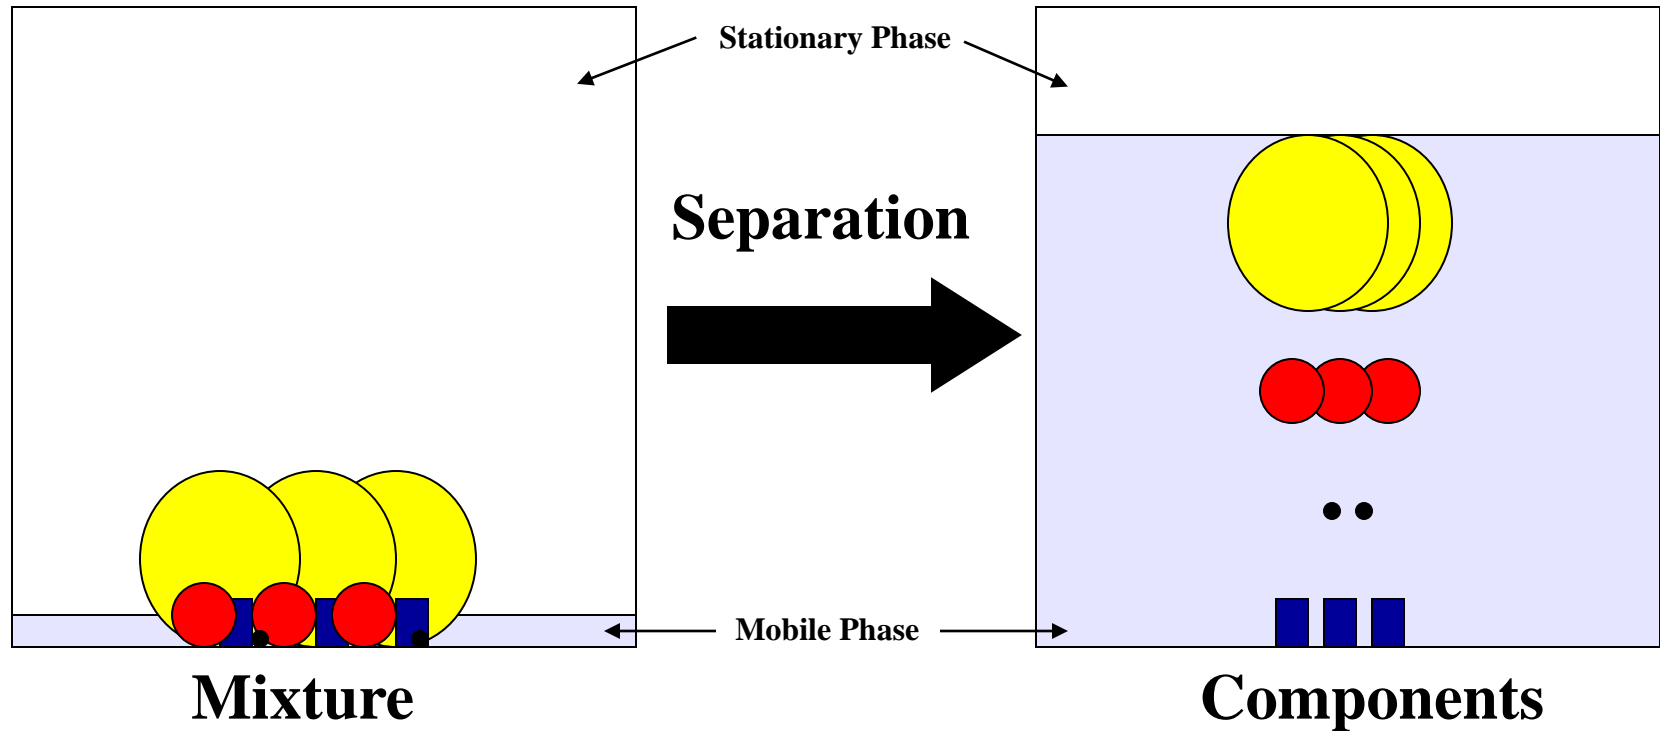 Stationary Phase
Separation
Mobile Phase
Mixture
Components